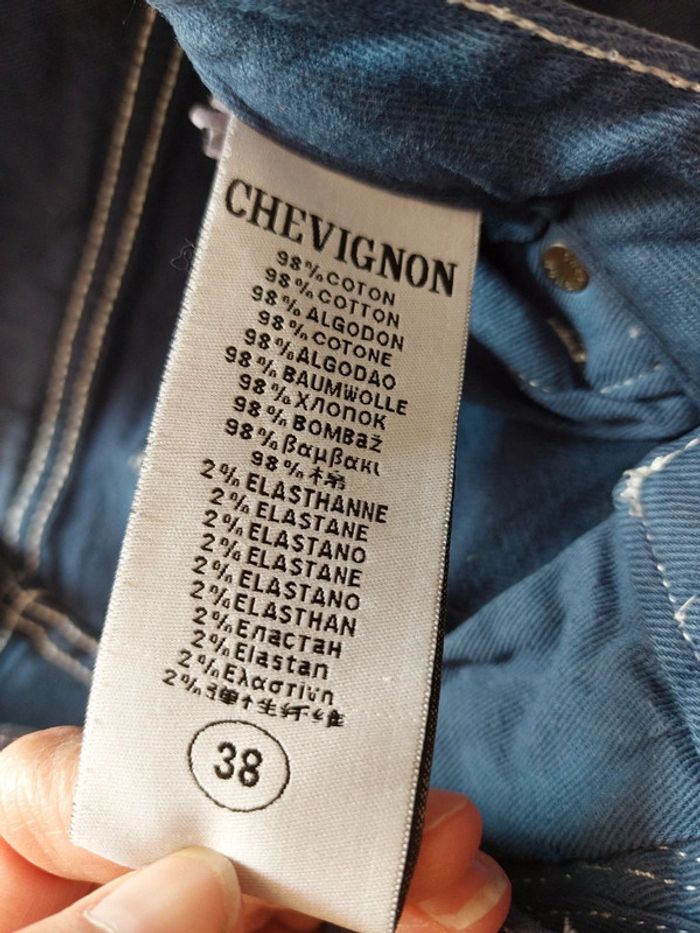 CHEVIGNON
98% COTON
98% COTTON
98% ALGODON
98% COTONE
98% ALGODAO
98% BAUMWOLLE
98% ХЛОПОК
98% BOMBAŽ
98% βαμβακι
98% 棉
2% ELASTHANNE
2% ELASTANE
2% ELASTANO
2% ELASTANE
2% ELASTANO
2% ELASTHAN
2% Еластан
2% Elastan
2% Ελαστίνη
2% 弹性纤维
38